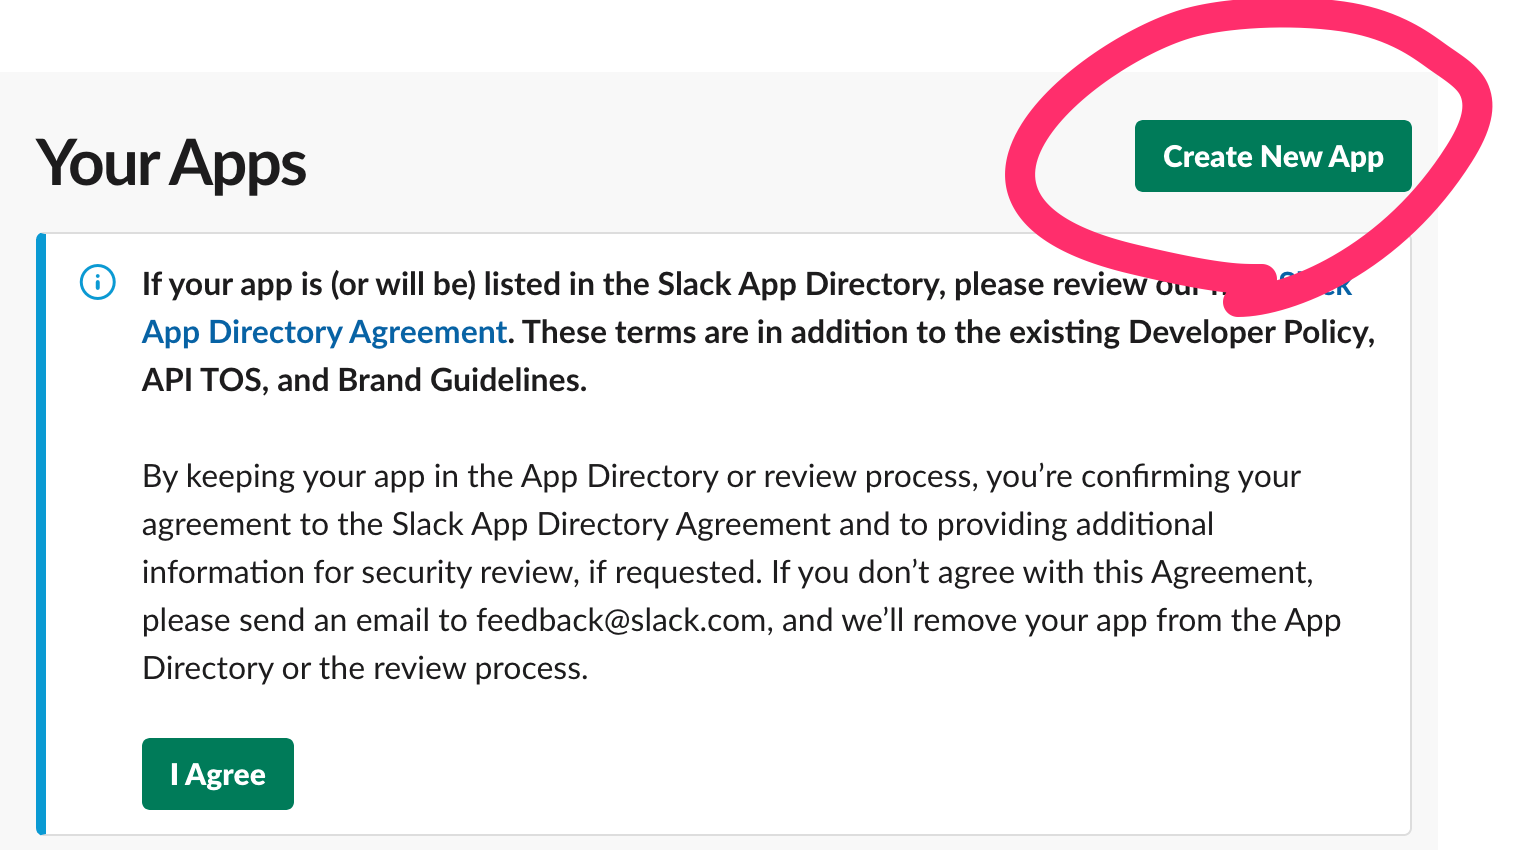 Your Apps
Create New App
If your app is (or will be) listed in the Slack App Directory, please review our Slack
App Directory Agreement. These terms are in addition to the existing Developer Policy,
API TOS, and Brand Guidelines.
By keeping your app in the App Directory or review process, you’re confirming your
agreement to the Slack App Directory Agreement and to providing additional
information for security review, if requested. If you don’t agree with this Agreement,
please send an email to feedback@slack.com, and we’ll remove your app from the App
Directory or the review process.
I Agree